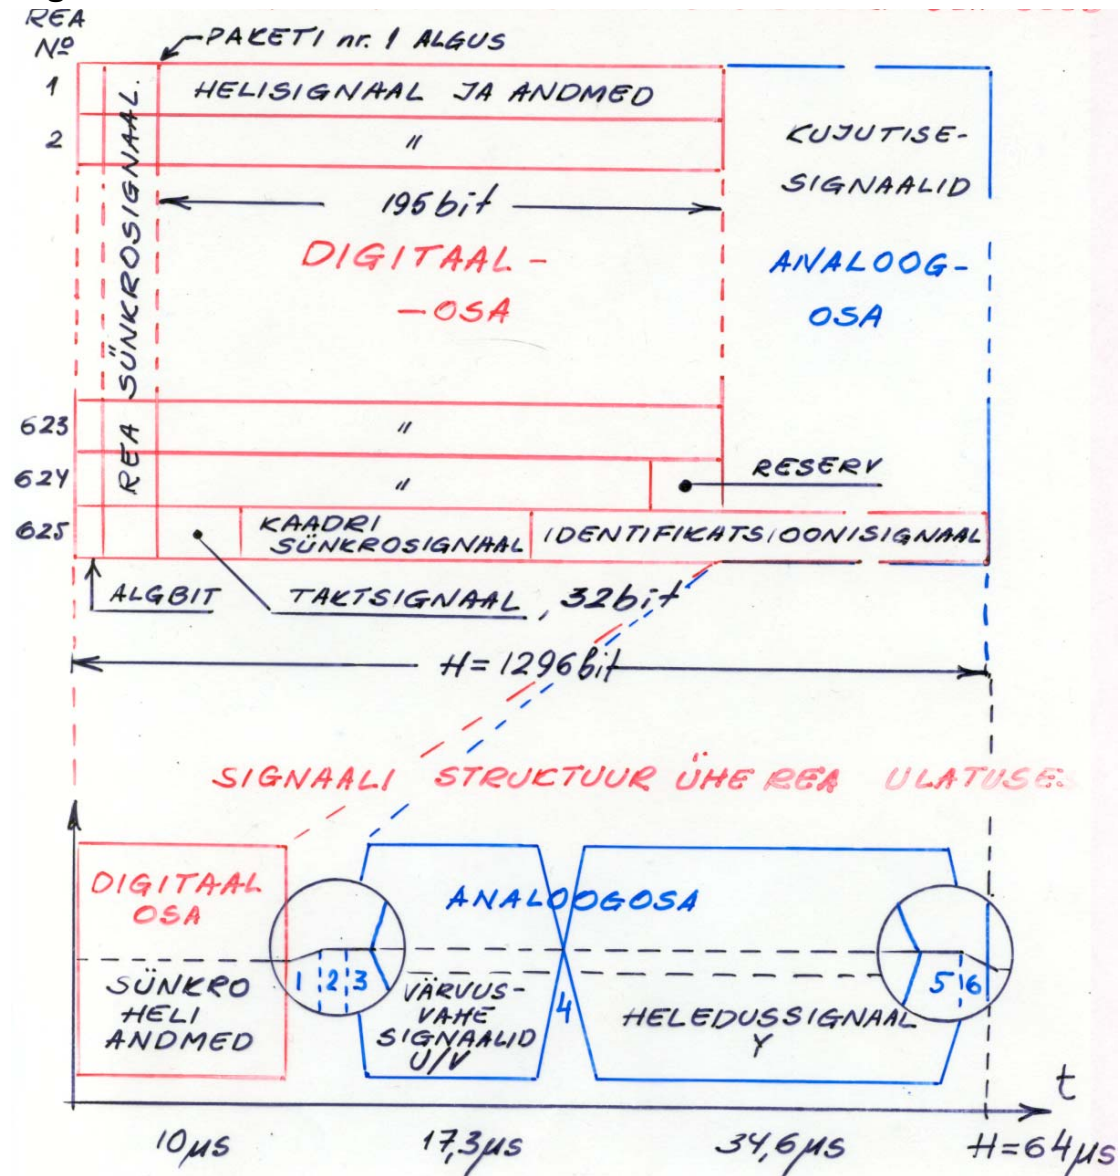 REA
Nº
PAKETI nr. 1 ALGUS
1
HELISIGNAAL JA ANDMED
2
"
KUJUTISE-
SIGNAALID
195 bit
DIGITAAL -
- OSA
ANALOOG-
OSA
REA SÜNKROSIGNAAL.
623
"
624
"
RESERV
625
KAADRI
SÜNKROSIGNAAL
IDENTIFIKATSIOONISIGNAAL
ALGBIT
TAKTSIGNAAL, 32bit
H = 1296 bit
SIGNAALI STRUKTUUR ÜHE REA ULATUSES
DIGITAAL
OSA
ANALOOGOSA
SÜNKRO
HELI
ANDMED
1 2 3
VÄRVUS-
VAHE
SIGNAALID
U/V
4
HELEDUSSIGNAAL
Y
5 6
t
10µs
17,3µs
34,6µs
H=64µs